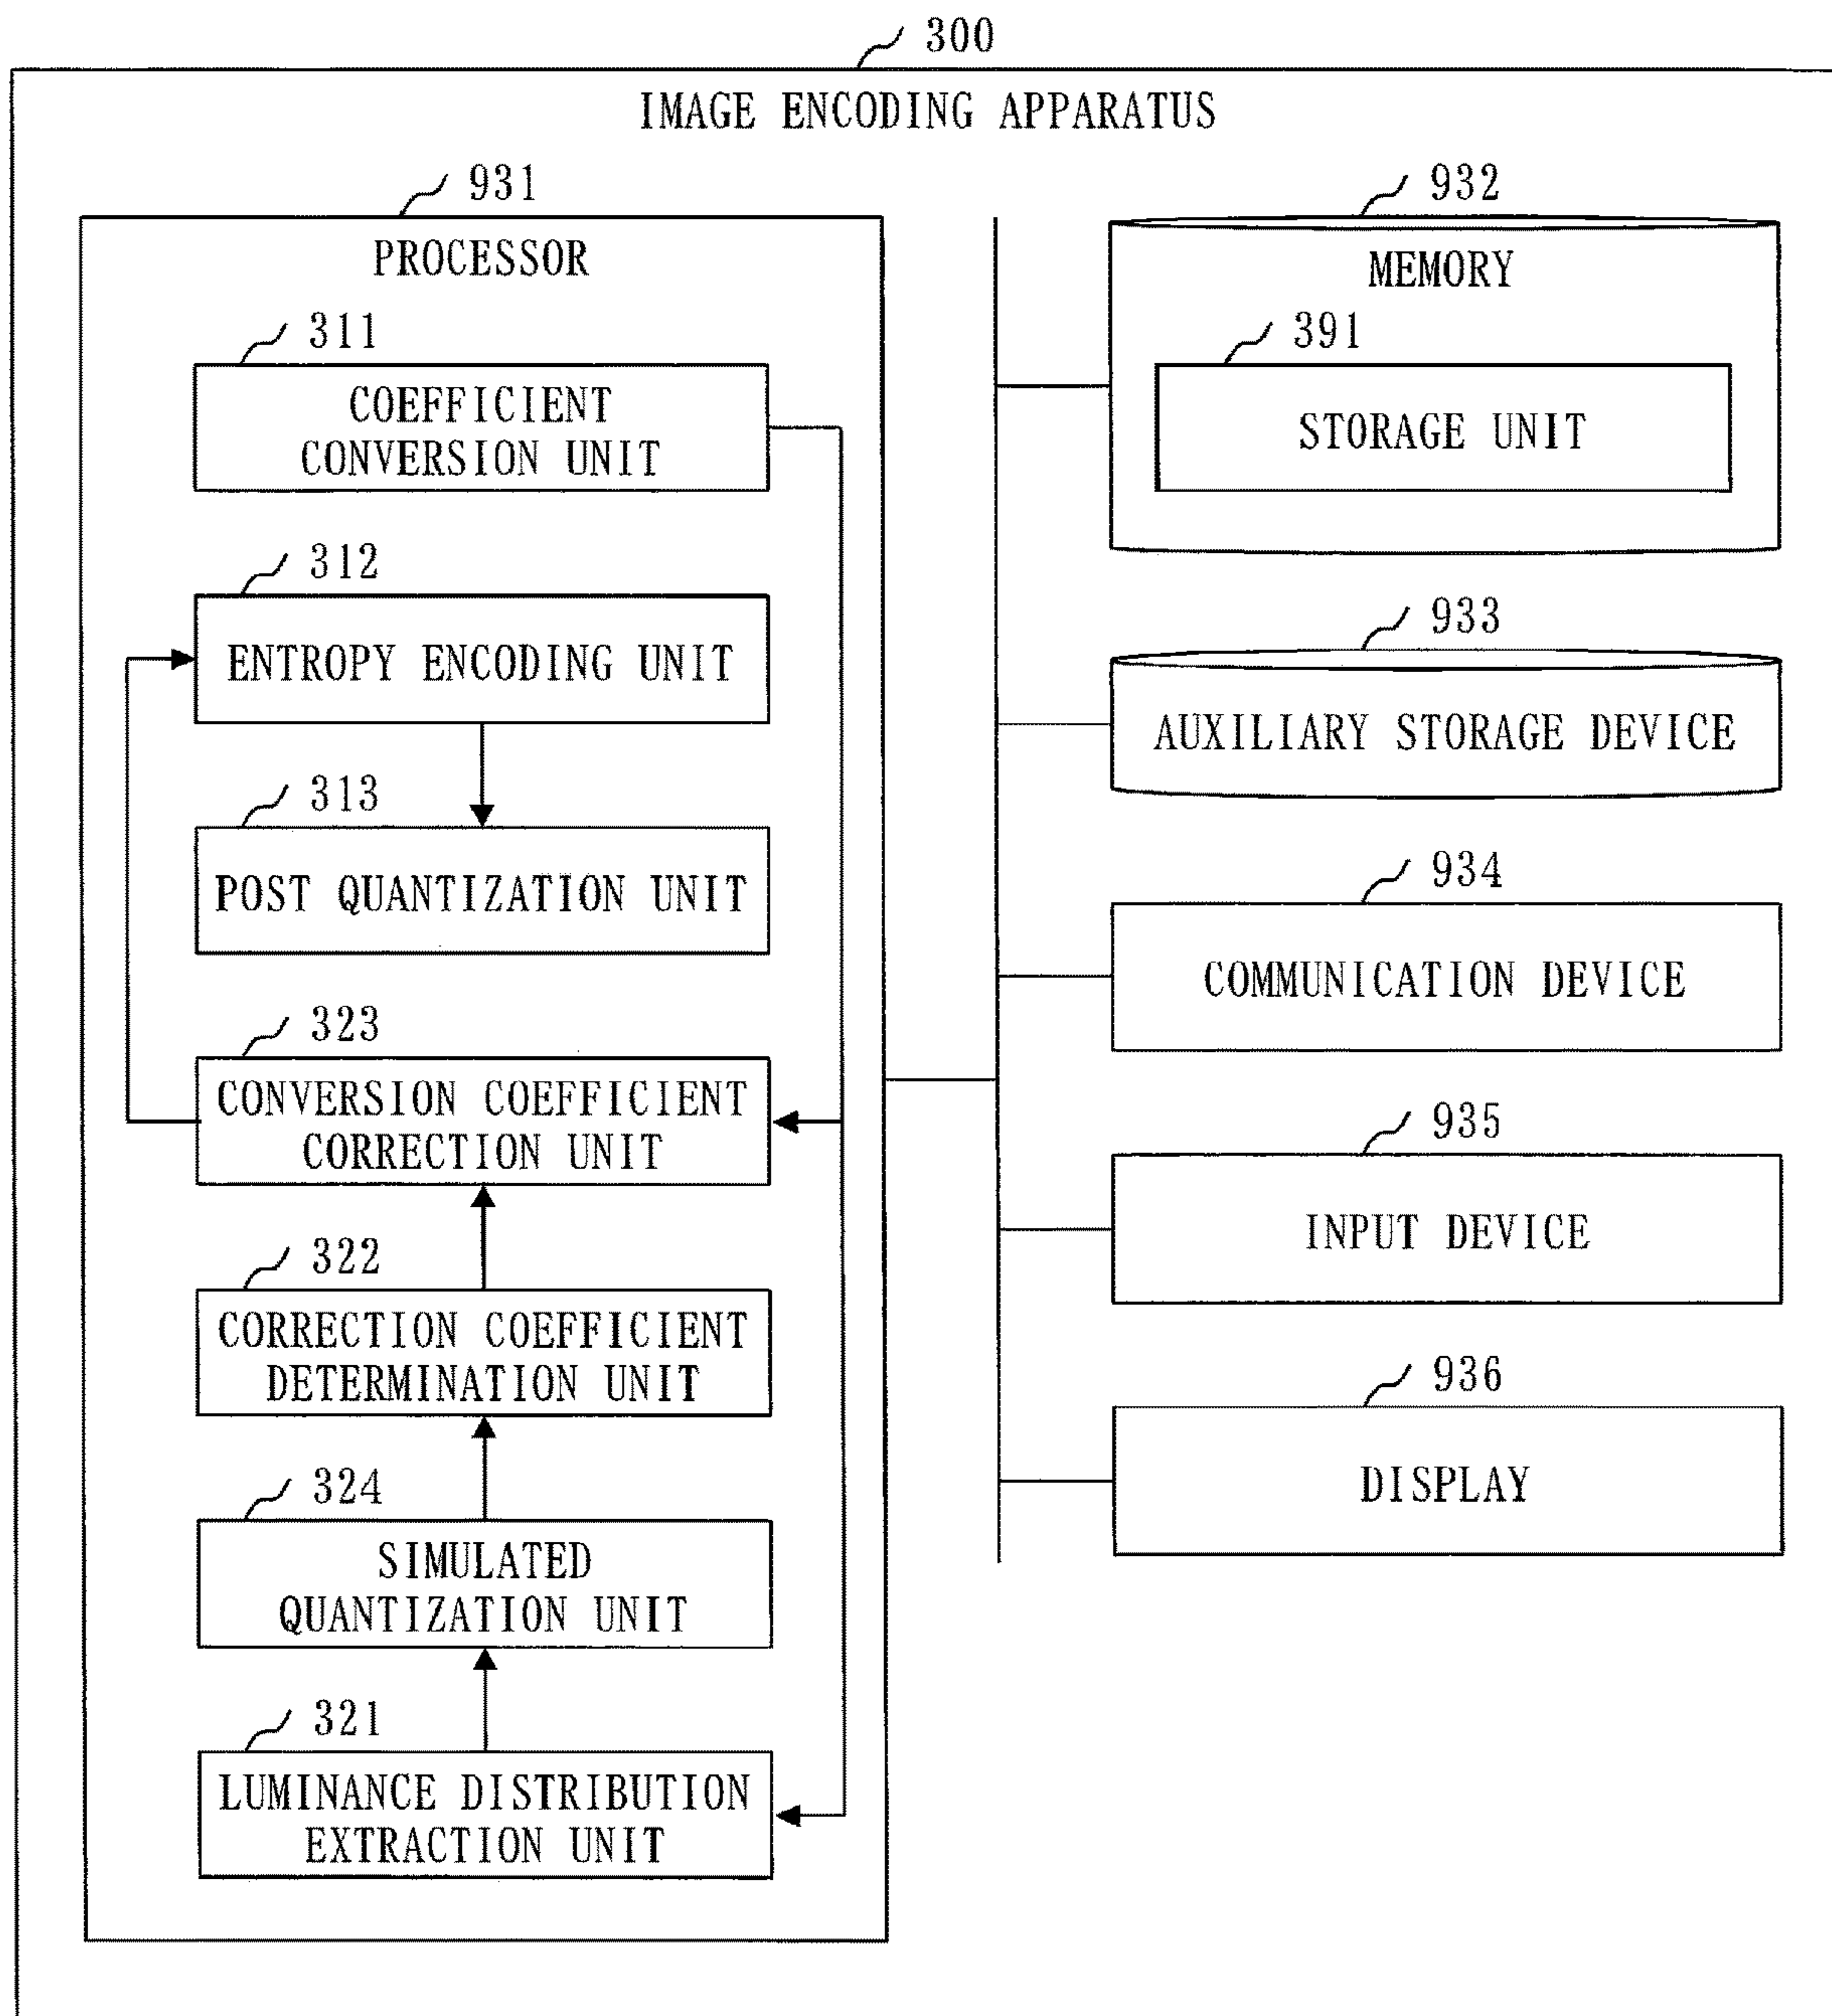 300
IMAGE ENCODING APPARATUS
931
PROCESSOR
311
COEFFICIENT
CONVERSION UNIT
312
ENTROPY ENCODING UNIT
313
POST QUANTIZATION UNIT
323
CONVERSION COEFFICIENT
CORRECTION UNIT
322
CORRECTION COEFFICIENT
DETERMINATION UNIT
324
SIMULATED
QUANTIZATION UNIT
321
LUMINANCE DISTRIBUTION
EXTRACTION UNIT
932
MEMORY
391
STORAGE UNIT
933
AUXILIARY STORAGE DEVICE
934
COMMUNICATION DEVICE
935
INPUT DEVICE
936
DISPLAY